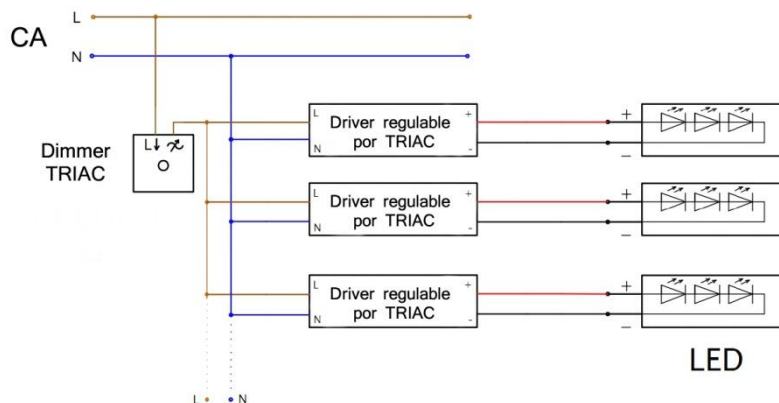 L
CA
N
L
Dimmer
TRIAC
L
N
Driver regulable
por TRIAC
+
-
+
–
L
N
Driver regulable
por TRIAC
+
-
+
–
L
N
Driver regulable
por TRIAC
+
-
+
–
LED
L
N